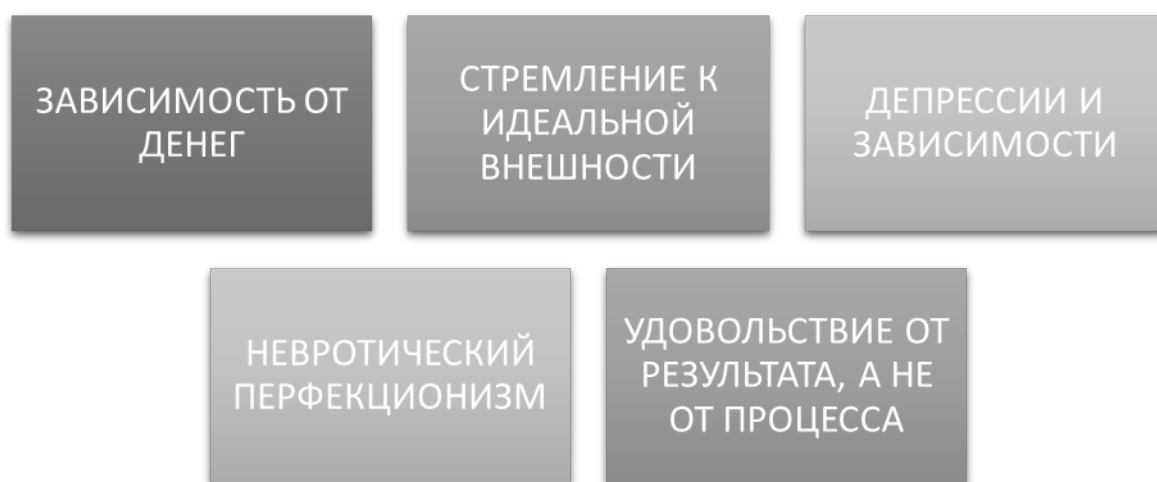 ЗАВИСИМОСТЬ ОТ
ДЕНЕГ
СТРЕМЛЕНИЕ К
ИДЕАЛЬНОЙ
ВНЕШНОСТИ
ДЕПРЕССИИ И
ЗАВИСИМОСТИ
НЕВРОТИЧЕСКИЙ
ПЕРФЕКЦИОНИЗМ
УДОВОЛЬСТВИЕ ОТ
РЕЗУЛЬТАТА, А НЕ
ОТ ПРОЦЕССА